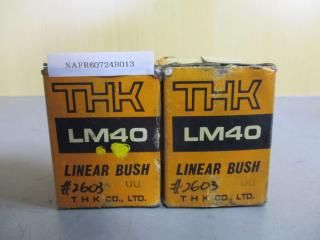 NAFR60724B013
THK
LM40
LINEAR BUSH
#2603 UU
THK CO., LTD.
THK
LM40
LINEAR BUSH
#2603 UU
THK CO., LTD.